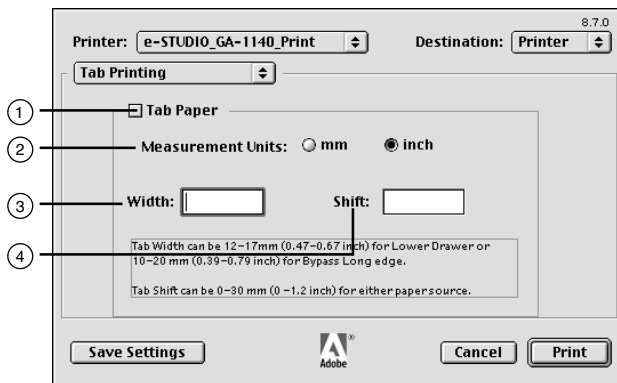 8.7.0
Printer: e-STUDIO_GA-1140_Print Destination: Printer
Tab Printing
1 Tab Paper
2 Measurement Units: mm inch
3 Width: Shift:
4
Tab Width can be 12-17mm (0.47-0.67 inch) for Lower Drawer or
10-20 mm (0.39-0.79 inch) for Bypass Long edge.
Tab Shift can be 0-30 mm (0 -1.2 inch) for either paper source.
Save Settings Adobe® Cancel Print